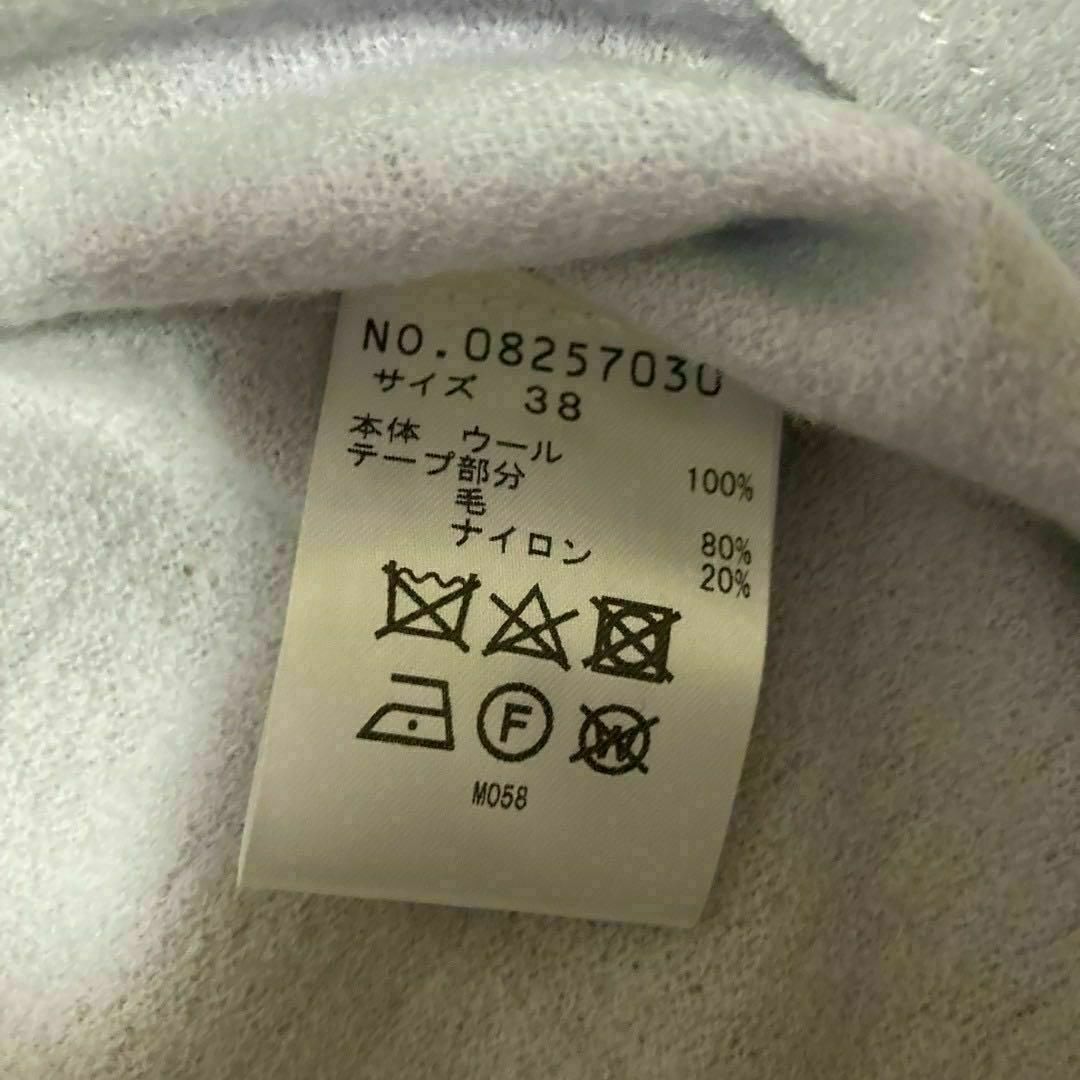 NO.08257030
サイズ 38
本体 ウール 100%
テープ部分
毛 80%
ナイロン 20%
F W
M058